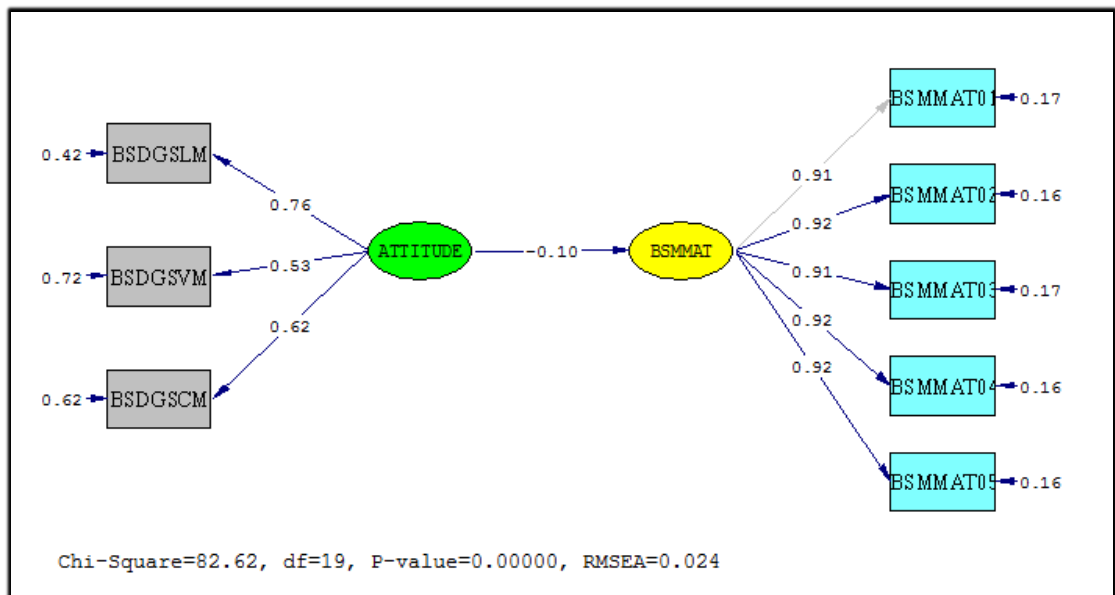 BSMMAT01
0.17
0.42
BSDGSLM
0.91
0.76
BSMMAT02
0.16
0.92
ATTITUDE
-0.10
BSMMAT
0.72
BSDGSVM
0.53
0.91
BSMMAT03
0.17
0.62
0.92
0.92
0.62
BSDGSCM
BSMMAT04
0.16
BSMMAT05
0.16
Chi-Square=82.62, df=19, P-value=0.00000, RMSEA=0.024